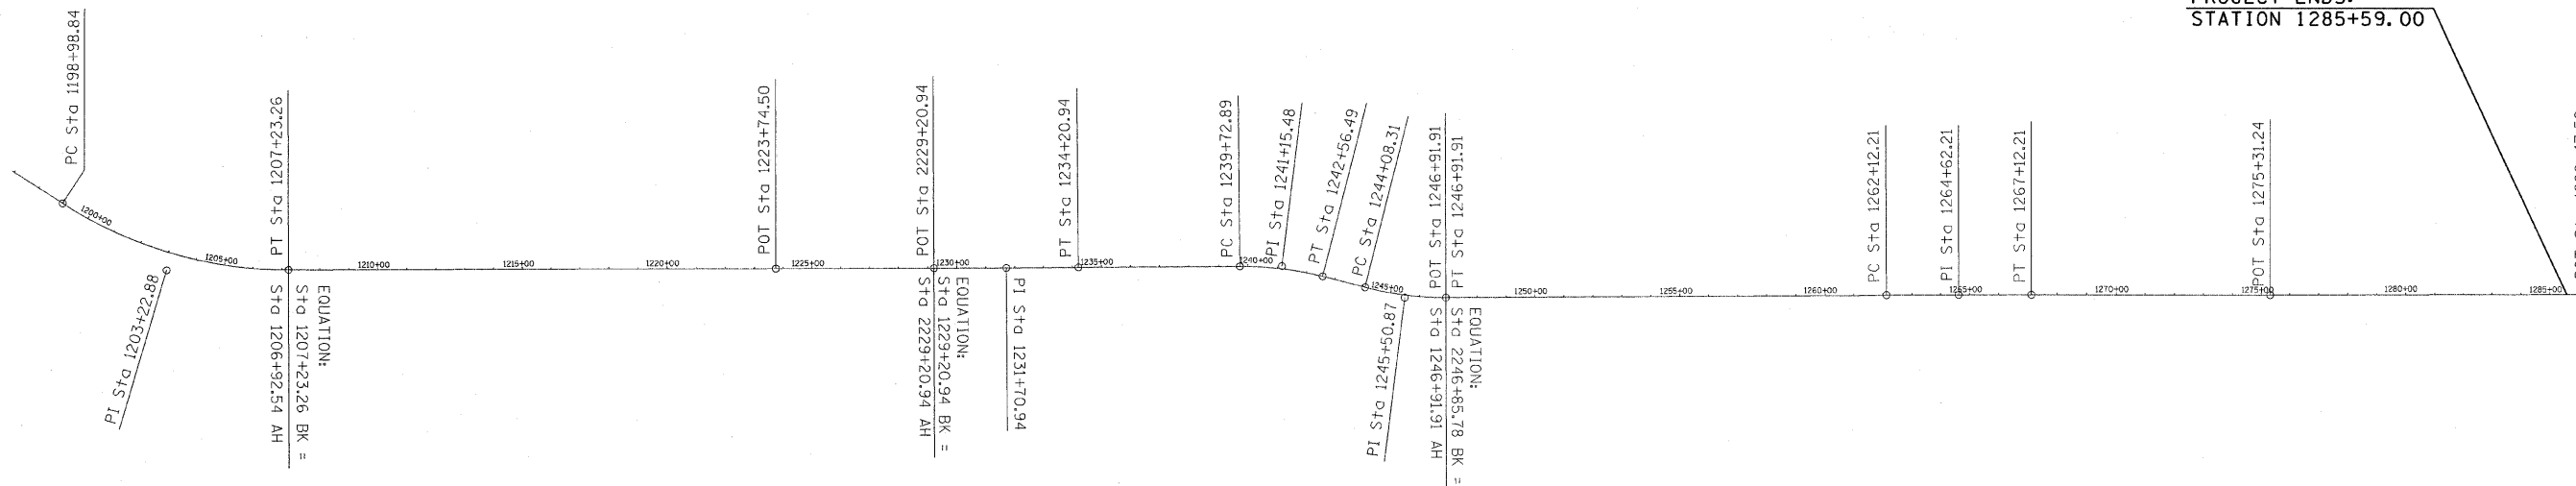 PC Sta 1198+98.84
PI Sta 1203+22.88
PT Sta 1207+23.26
EQUATION:
Sta 1207+23.26 BK =
Sta 1206+92.54 AH
POT Sta 1223+74.50
POT Sta 2229+20.94
EQUATION:
Sta 1229+20.94 BK =
Sta 2229+20.94 AH
PI Sta 1231+70.94
PT Sta 1234+20.94
PC Sta 1239+72.89
PI Sta 1241+15.48
PT Sta 1242+56.49
PC Sta 1244+08.31
PI Sta 1245+50.87
POT Sta 1246+91.91
PT Sta 1246+91.91
EQUATION:
Sta 2246+85.78 BK =
Sta 1246+91.91 AH
PC Sta 1262+12.21
PI Sta 1264+62.21
PT Sta 1267+12.21
POT Sta 1275+31.24
PROJECT ENDS:
STATION 1285+59.00
1200+00
1205+00
1210+00
1215+00
1220+00
1225+00
1230+00
1235+00
1240+00
1245+00
1250+00
1255+00
1260+00
1265+00
1270+00
1275+00
1280+00
1285+00